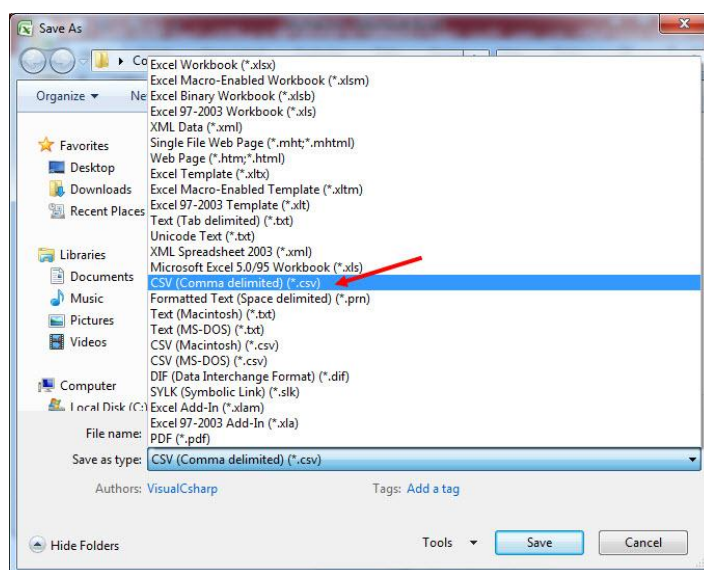 Save As
Co
Organize
Ne
Favorites
Desktop
Downloads
Recent Places
Libraries
Documents
Music
Pictures
Videos
Computer
Local Disk (C:)
Excel Workbook (*.xlsx)
Excel Macro-Enabled Workbook (*.xlsm)
Excel Binary Workbook (*.xlsb)
Excel 97-2003 Workbook (*.xls)
XML Data (*.xml)
Single File Web Page (*.mht;*.mhtml)
Web Page (*.htm;*.html)
Excel Template (*.xltx)
Excel Macro-Enabled Template (*.xltm)
Excel 97-2003 Template (*.xlt)
Text (Tab delimited) (*.txt)
Unicode Text (*.txt)
XML Spreadsheet 2003 (*.xml)
Microsoft Excel 5.0/95 Workbook (*.xls)
CSV (Comma delimited) (*.csv)
Formatted Text (Space delimited) (*.prn)
Text (Macintosh) (*.txt)
Text (MS-DOS) (*.txt)
CSV (Macintosh) (*.csv)
CSV (MS-DOS) (*.csv)
DIF (Data Interchange Format) (*.dif)
SYLK (Symbolic Link) (*.slk)
Excel Add-In (*.xlam)
Excel 97-2003 Add-In (*.xla)
PDF (*.pdf)
File name:
Save as type: CSV (Comma delimited) (*.csv)
Authors: VisualCsharp
Tags: Add a tag
Hide Folders
Tools
Save
Cancel